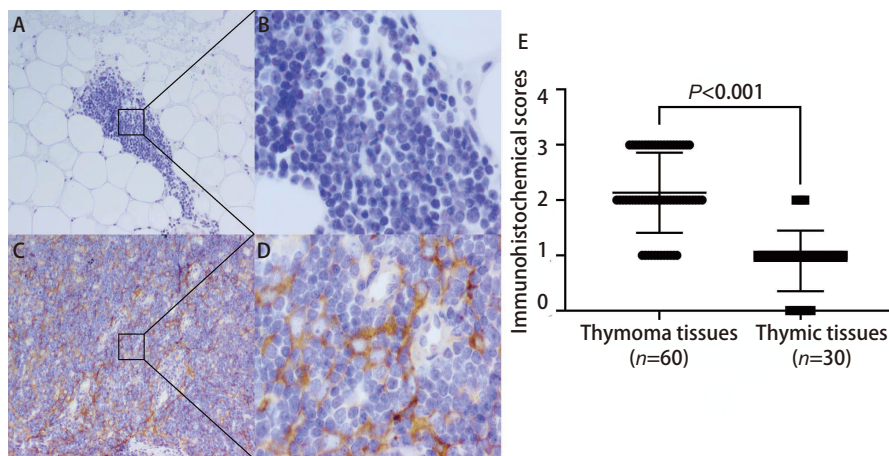 A
B
C
D
E
Immunohistochemical scores
4
3
2
1
0
P<0.001
Thymoma tissues
(n=60)
Thymic tissues
(n=30)